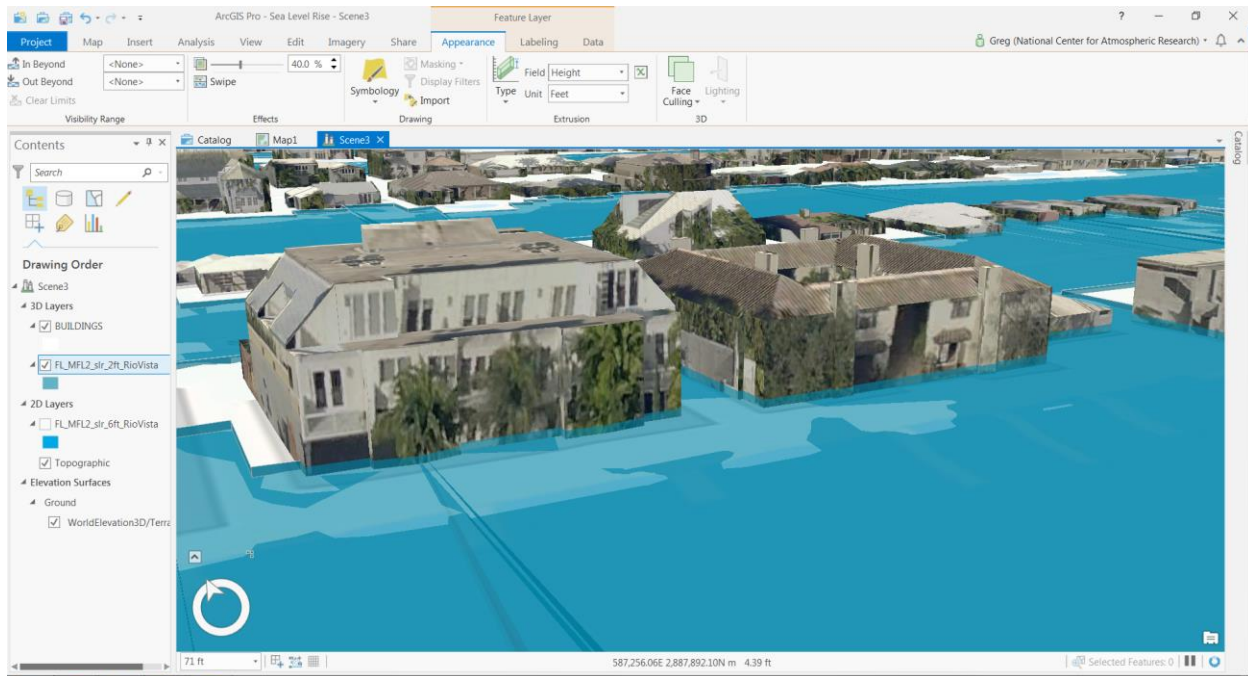 ArcGIS Pro - Sea Level Rise - Scene3
Feature Layer
?
Project Map Insert Analysis View Edit Imagery Share Appearance Labeling Data
Greg (National Center for Atmospheric Research)
In Beyond <None>
Out Beyond <None>
Clear Limits
Visibility Range
40.0 %
Swipe
Effects
Symbology
Masking
Display Filters
Import
Drawing
Type
Field Height
Unit Feet
Extrusion
Face Culling
Lighting
3D
Contents
Search
Drawing Order
Scene3
3D Layers
BUILDINGS
FL_MFL2_slr_2ft_RioVista
2D Layers
FL_MFL2_slr_6ft_RioVista
Topographic
Elevation Surfaces
Ground
WorldElevation3D/Terra
Catalog Map1 Scene3
Catalog
71 ft
587,256.06E 2,887,892.10N m 4.39 ft
Selected Features: 0